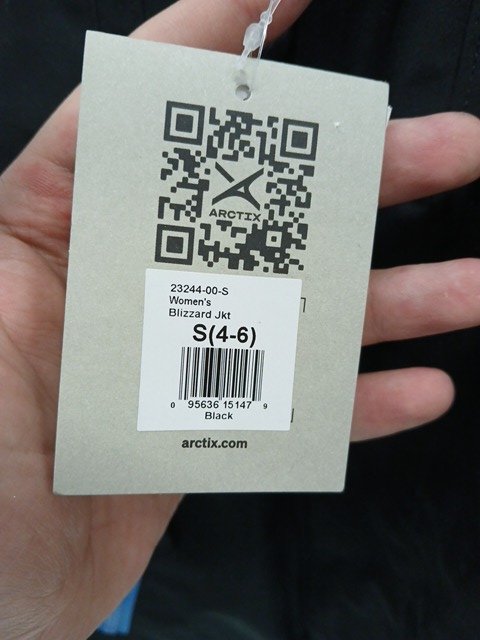 ARCTIX
23244-00-S
Women's
Blizzard Jkt
S(4-6)
0 95636 15147 9
Black
arctix.com